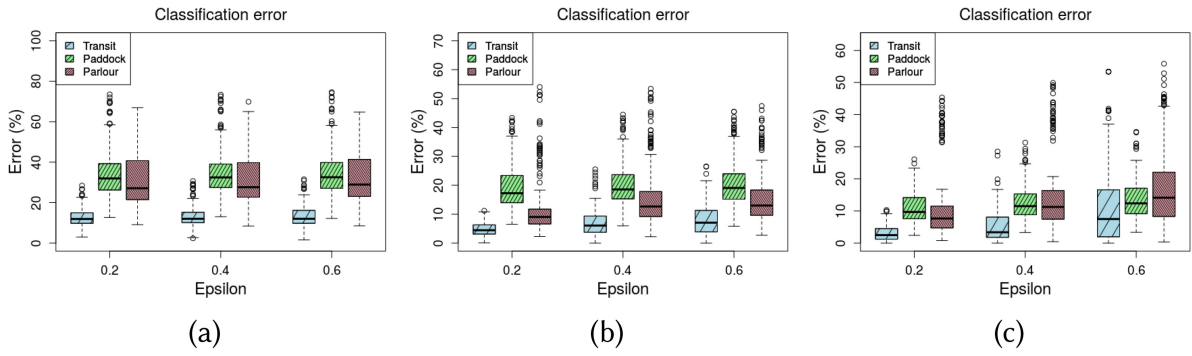 Classification error
Error (%)
100
80
60
40
20
0
Transit
Paddock
Parlour
0.2
0.4
0.6
Epsilon
(a)
Classification error
Error (%)
70
60
50
40
30
20
10
0
Transit
Paddock
Parlour
0.2
0.4
0.6
Epsilon
(b)
Classification error
Error (%)
60
50
40
30
20
10
0
Transit
Paddock
Parlour
0.2
0.4
0.6
Epsilon
(c)